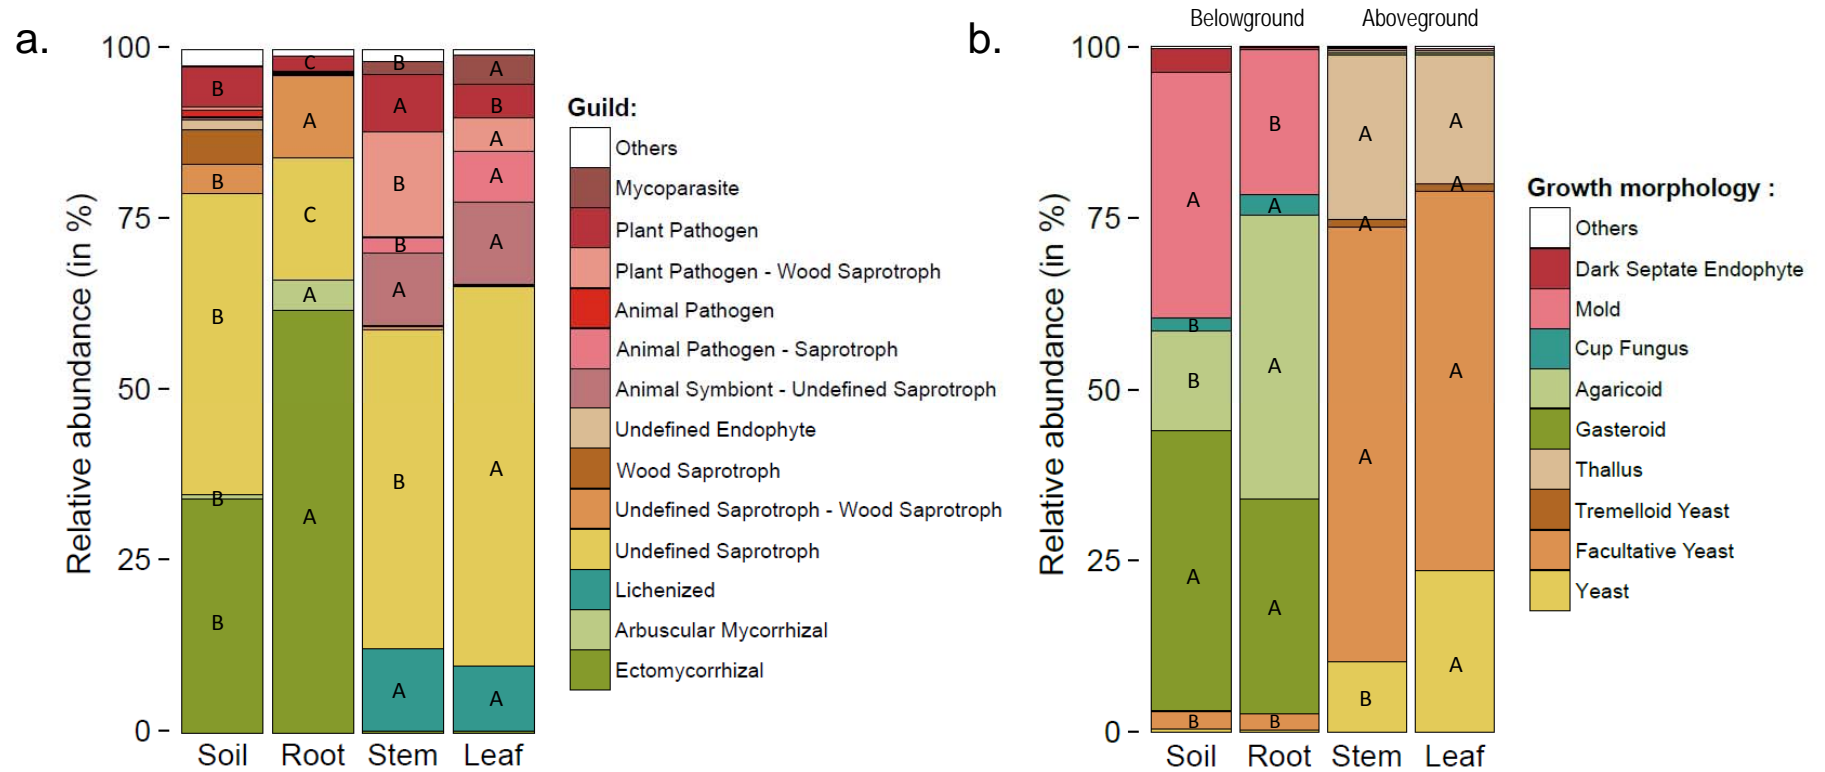 a.
Relative abundance (in %)
100
75
50
25
0
B
B
B
B
B
C
A
C
A
A
B
A
B
B
A
B
A
A
B
A
A
A
A
A
Soil Root Stem Leaf
Guild:
Others
Mycoparasite
Plant Pathogen
Plant Pathogen - Wood Saprotroph
Animal Pathogen
Animal Pathogen - Saprotroph
Animal Symbiont - Undefined Saprotroph
Undefined Endophyte
Wood Saprotroph
Undefined Saprotroph - Wood Saprotroph
Undefined Saprotroph
Lichenized
Arbuscular Mycorrhizal
Ectomycorrhizal
b.
Belowground Aboveground
Relative abundance (in %)
100
75
50
25
0
A
B
B
A
B
B
A
A
A
B
A
A
A
B
A
A
A
A
Soil Root Stem Leaf
Growth morphology :
Others
Dark Septate Endophyte
Mold
Cup Fungus
Agaricoid
Gasteroid
Thallus
Tremelloid Yeast
Facultative Yeast
Yeast